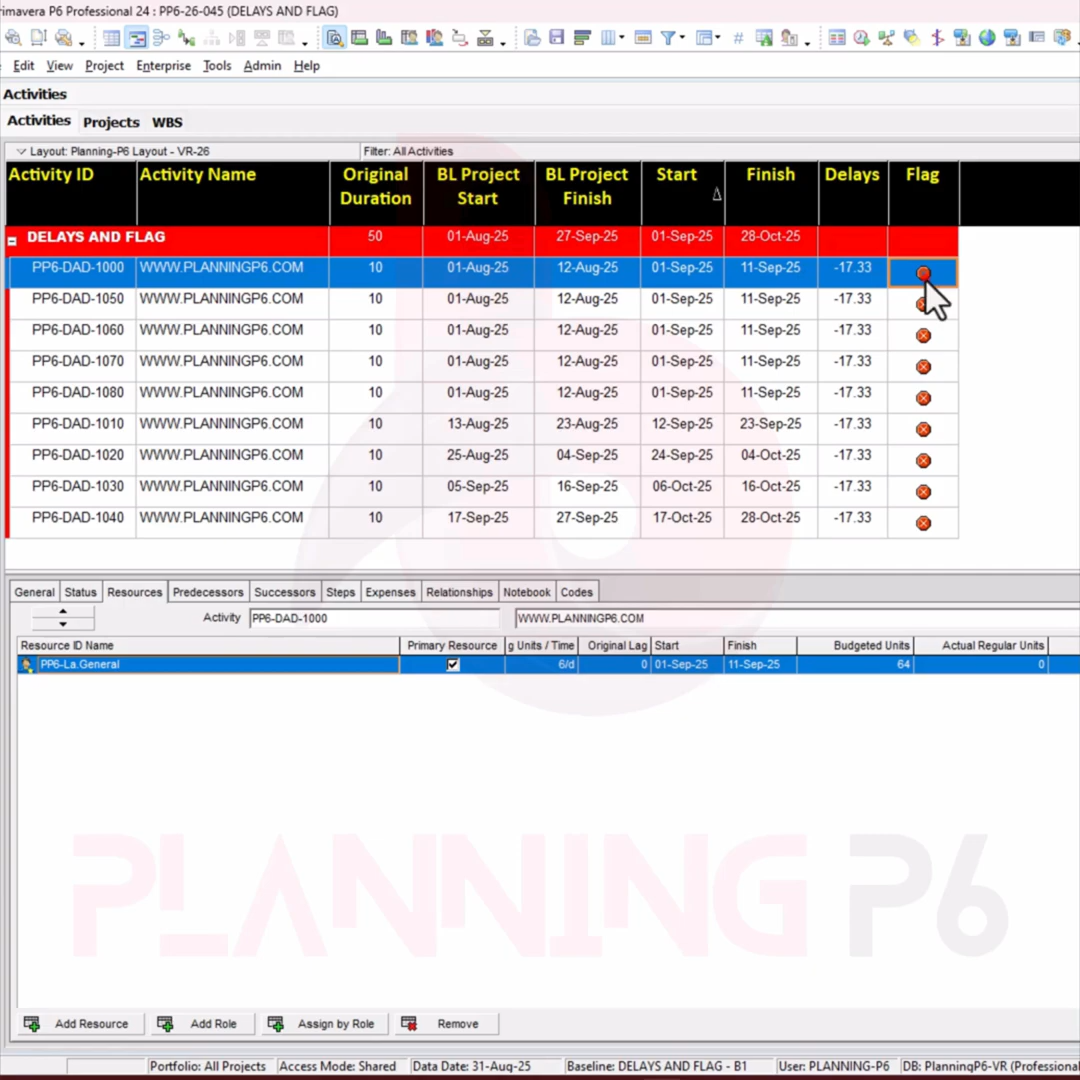 rimavera P6 Professional 24 : PP6-26-045 (DELAYS AND FLAG)
Edit View Project Enterprise Tools Admin Help
Activities
Activities Projects WBS
Layout: Planning-P6 Layout - VR-26 Filter: All Activities
Activity ID Activity Name Original Duration BL Project Start BL Project Finish Start Finish Delays Flag
DELAYS AND FLAG 50 01-Aug-25 27-Sep-25 01-Sep-25 28-Oct-25
PP6-DAD-1000 WWW.PLANNINGP6.COM 10 01-Aug-25 12-Aug-25 01-Sep-25 11-Sep-25 -17.33
PP6-DAD-1050 WWW.PLANNINGP6.COM 10 01-Aug-25 12-Aug-25 01-Sep-25 11-Sep-25 -17.33
PP6-DAD-1060 WWW.PLANNINGP6.COM 10 01-Aug-25 12-Aug-25 01-Sep-25 11-Sep-25 -17.33
PP6-DAD-1070 WWW.PLANNINGP6.COM 10 01-Aug-25 12-Aug-25 01-Sep-25 11-Sep-25 -17.33
PP6-DAD-1080 WWW.PLANNINGP6.COM 10 01-Aug-25 12-Aug-25 01-Sep-25 11-Sep-25 -17.33
PP6-DAD-1010 WWW.PLANNINGP6.COM 10 13-Aug-25 23-Aug-25 12-Sep-25 23-Sep-25 -17.33
PP6-DAD-1020 WWW.PLANNINGP6.COM 10 25-Aug-25 04-Sep-25 24-Sep-25 04-Oct-25 -17.33
PP6-DAD-1030 WWW.PLANNINGP6.COM 10 05-Sep-25 16-Sep-25 06-Oct-25 16-Oct-25 -17.33
PP6-DAD-1040 WWW.PLANNINGP6.COM 10 17-Sep-25 27-Sep-25 17-Oct-25 28-Oct-25 -17.33
General Status Resources Predecessors Successors Steps Expenses Relationships Notebook Codes
Activity PP6-DAD-1000 WWW.PLANNINGP6.COM
Resource ID Name Primary Resource g Units / Time Original Lag Start Finish Budgeted Units Actual Regular Units
PP6-La.General 6/d 0 01-Sep-25 11-Sep-25 64 0
PLANNING P6
Add Resource Add Role Assign by Role Remove
Portfolio: All Projects Access Mode: Shared Data Date: 31-Aug-25 Baseline: DELAYS AND FLAG - B1 User: PLANNING-P6 DB: PlanningP6-VR (Professional